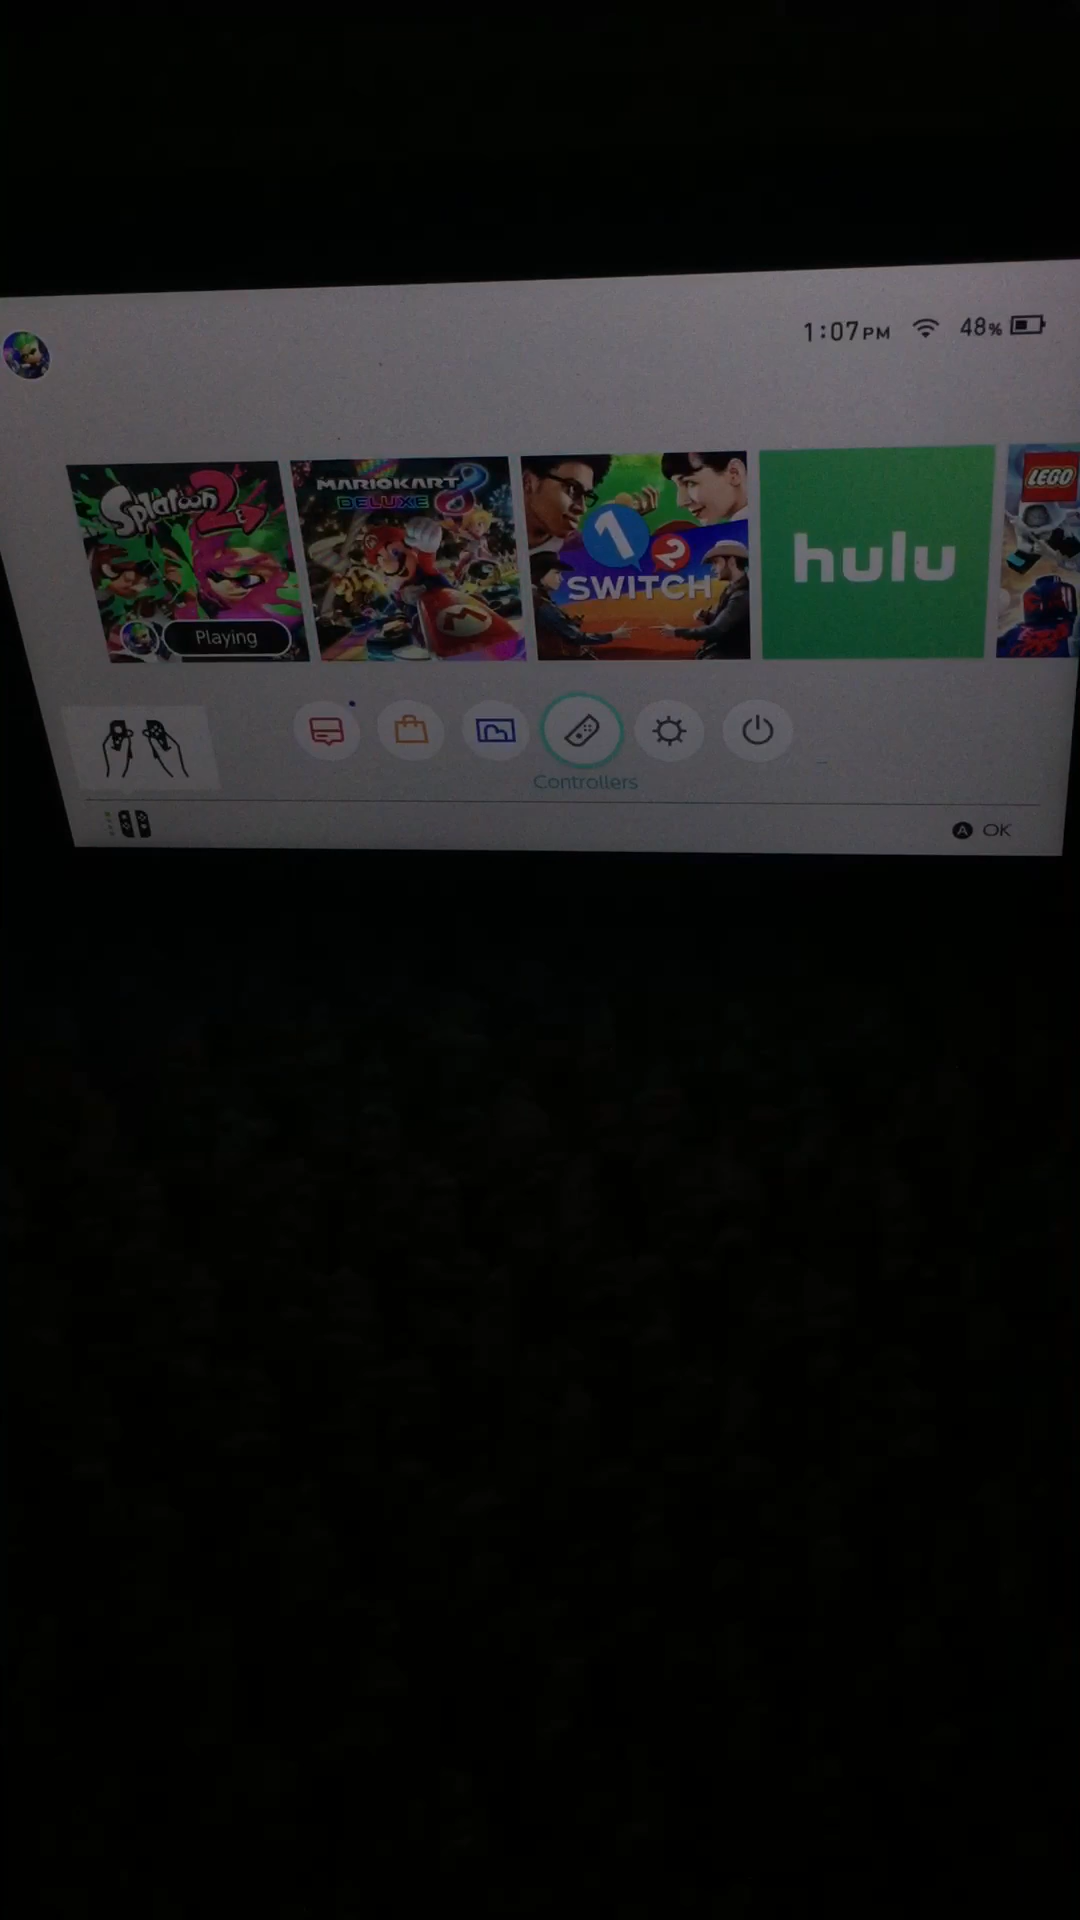 1:07 PM 48%
Splatoon 2
Playing
MARIOKART 8
DELUXE
1 2
SWITCH
hulu
LEGO
Controllers
A OK